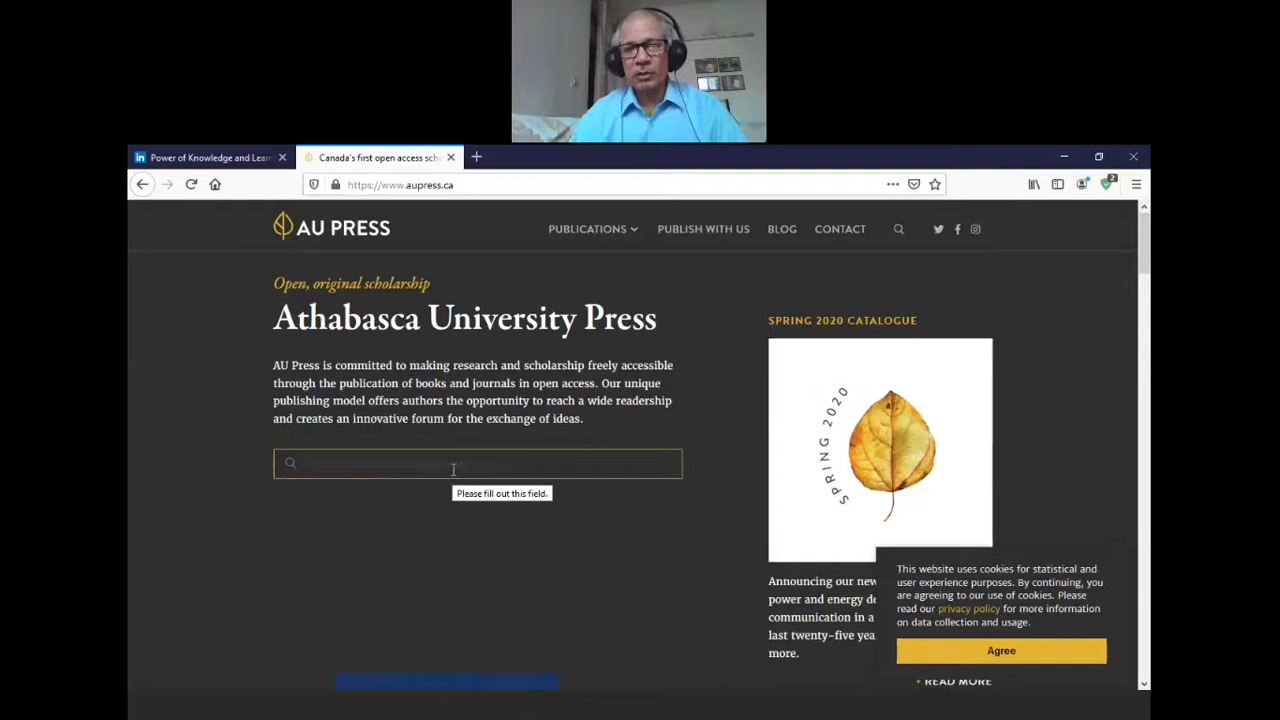 in Power of Knowledge and Lear
Canada's first open access sch
https://www.aupress.ca
2
AU PRESS
PUBLICATIONS
PUBLISH WITH US
BLOG
CONTACT
Open, original scholarship
Athabasca University Press
AU Press is committed to making research and scholarship freely accessible
through the publication of books and journals in open access. Our unique
publishing model offers authors the opportunity to reach a wide readership
and creates an innovative forum for the exchange of ideas.
Please fill out this field.
SPRING 2020 CATALOGUE
SPRING 2020
Announcing our new
power and energy de
communication in a
last twenty-five yea
more.
+ READ MORE
This website uses cookies for statistical and
user experience purposes. By continuing, you
are agreeing to our use of cookies. Please
read our privacy policy for more information
on data collection and usage.
Agree